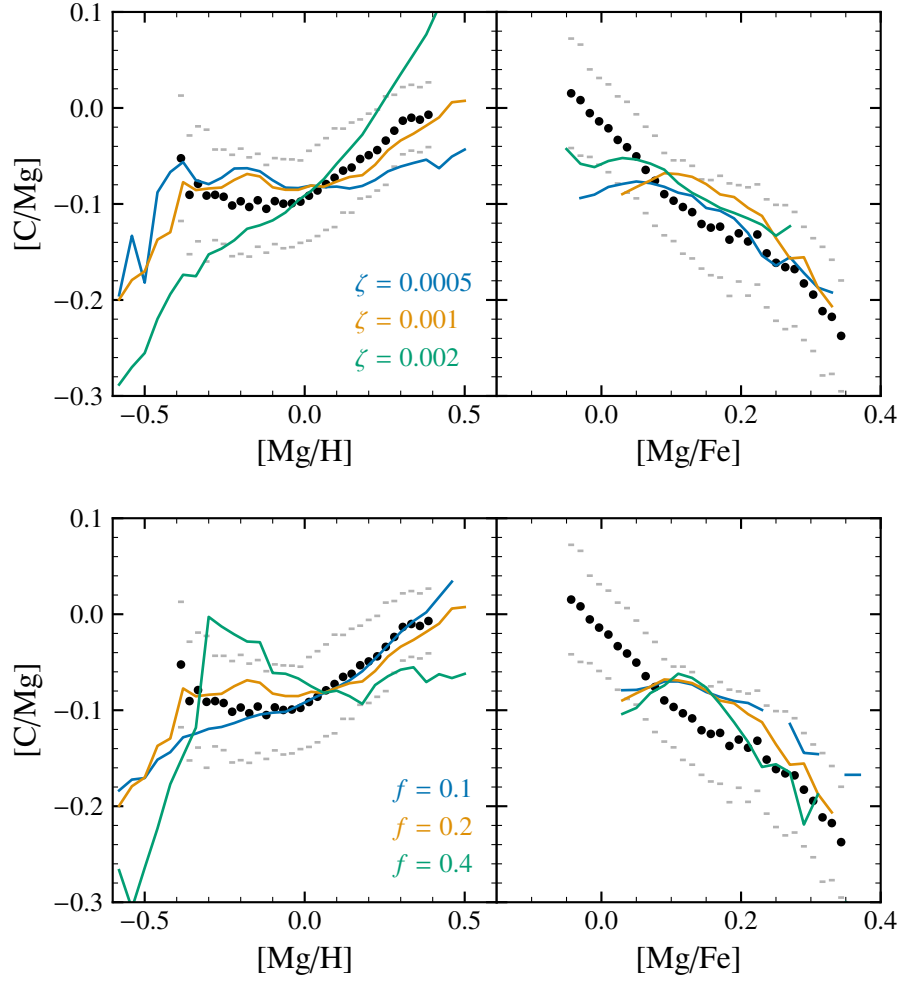 0.1
0.0
−0.1
−0.2
−0.3
[C/Mg]
ζ = 0.0005
ζ = 0.001
ζ = 0.002
−0.5 0.0 0.5
[Mg/H]
0.0 0.2 0.4
[Mg/Fe]
0.1
0.0
−0.1
−0.2
−0.3
[C/Mg]
f = 0.1
f = 0.2
f = 0.4
−0.5 0.0 0.5
[Mg/H]
0.0 0.2 0.4
[Mg/Fe]